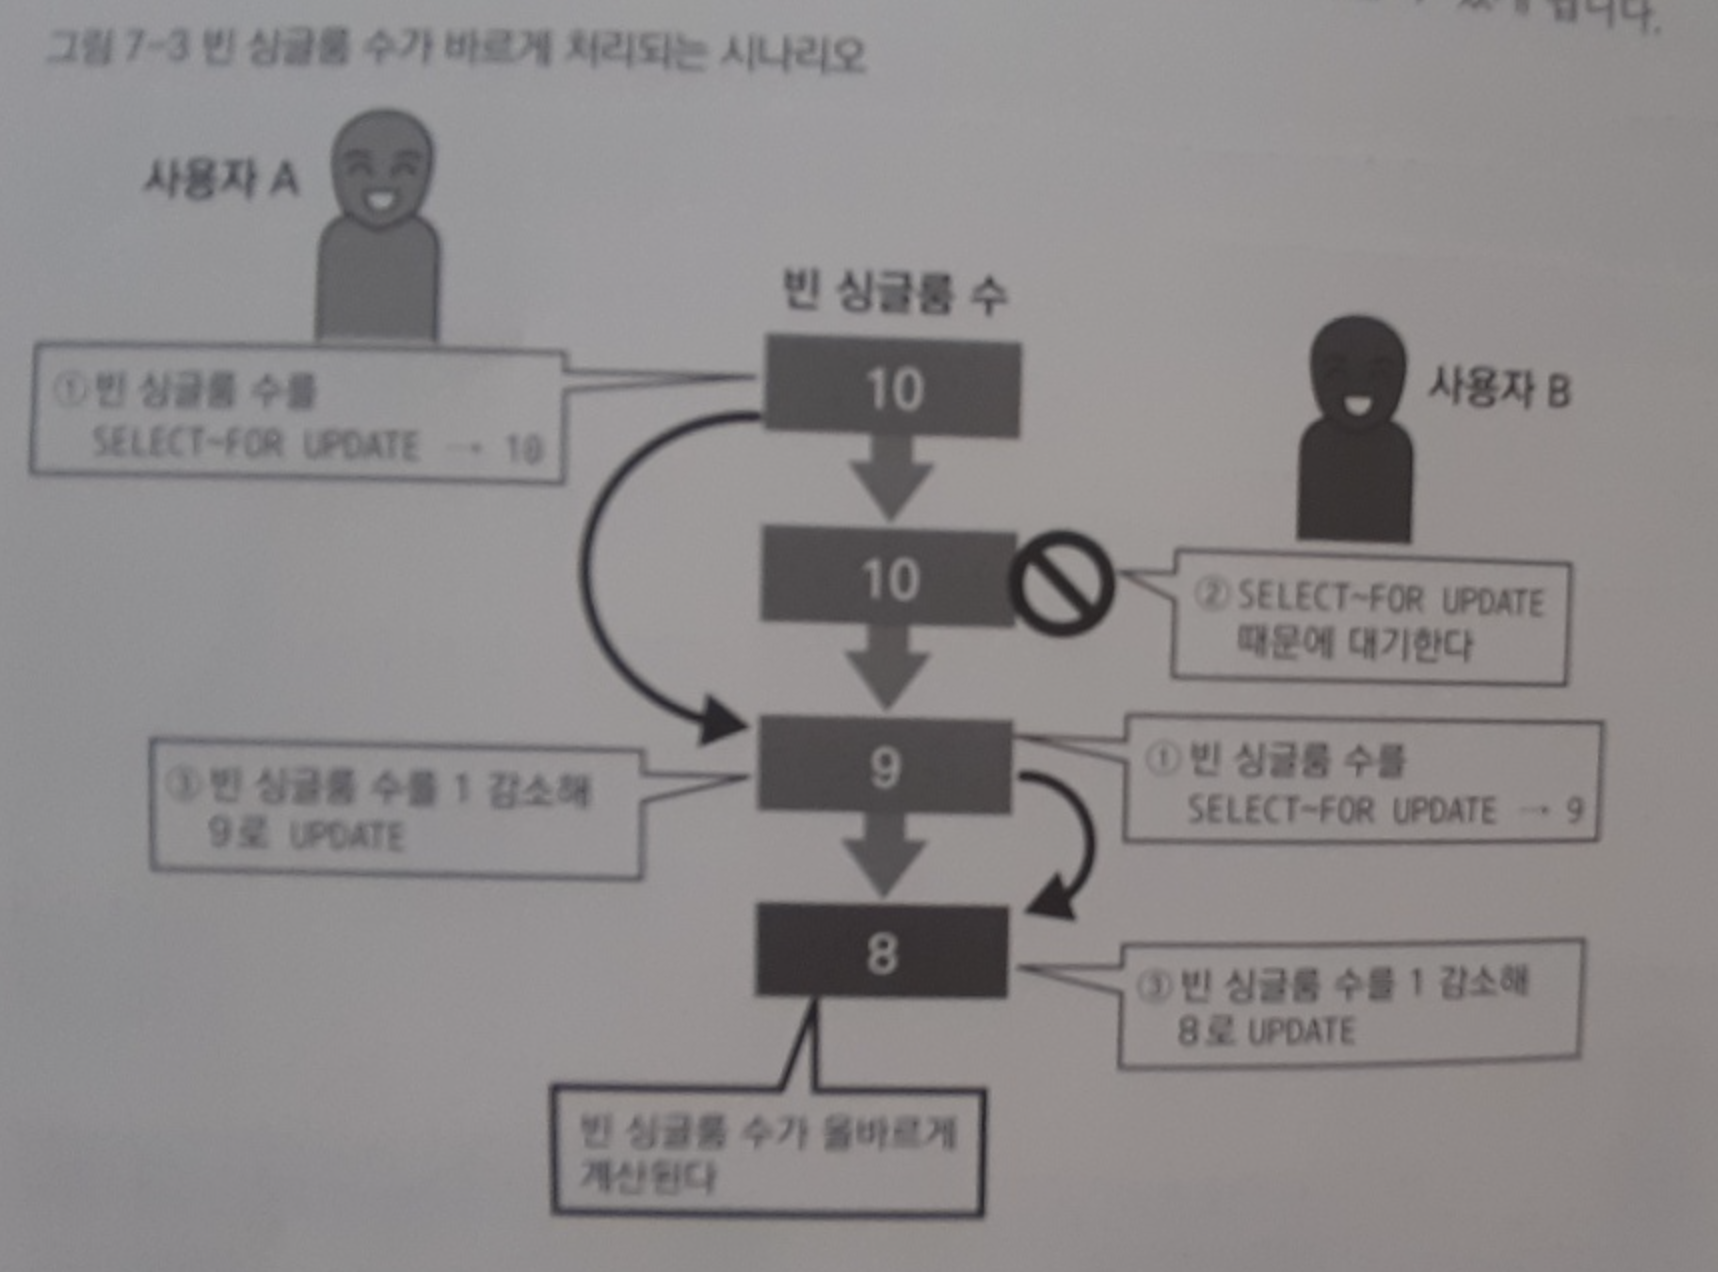 그림 7-3 빈 싱글룸 수가 바르게 처리되는 시나리오
사용자 A
빈 싱글룸 수
10
사용자 B
① 빈 싱글룸 수를
SELECT~FOR UPDATE → 10
10
② SELECT~FOR UPDATE
때문에 대기한다
9
① 빈 싱글룸 수를
SELECT~FOR UPDATE → 9
③ 빈 싱글룸 수를 1 감소해
9로 UPDATE
8
③ 빈 싱글룸 수를 1 감소해
8로 UPDATE
빈 싱글룸 수가 올바르게
계산된다